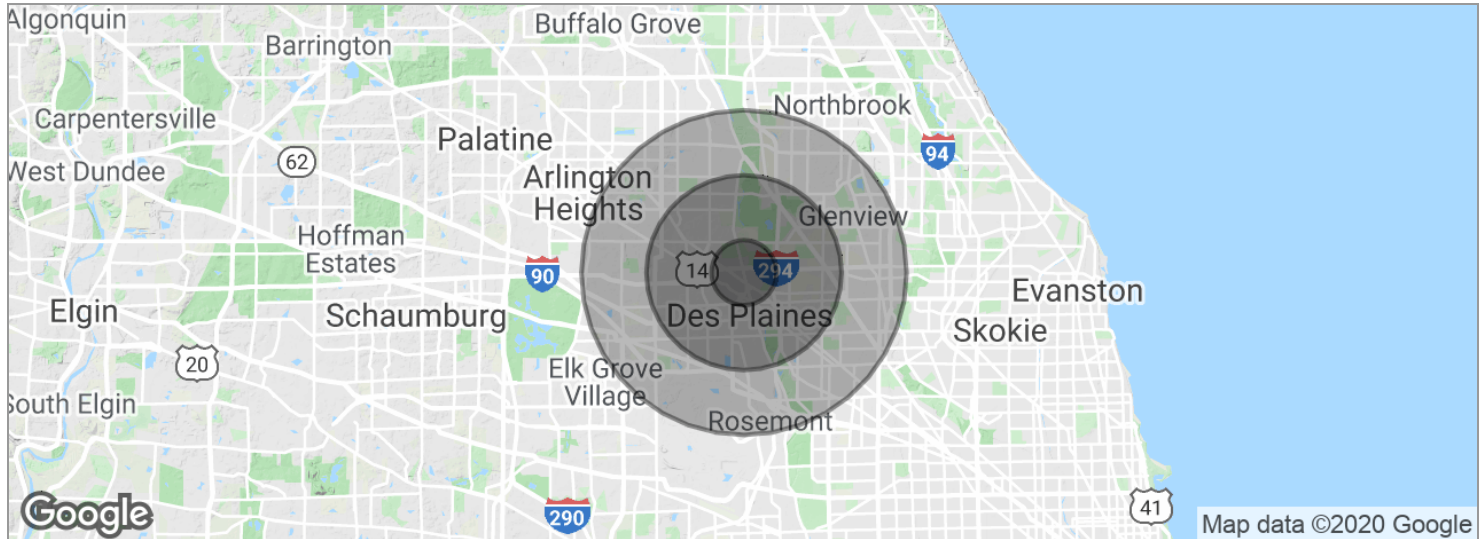 Algonquin
Buffalo Grove
Barrington
Northbrook
Carpentersville
Palatine
94
62
West Dundee
Arlington
Heights
Glenview
Hoffman
Estates
90
14
294
Evanston
Elgin
Schaumburg
Des Plaines
Skokie
20
Elk Grove
Village
South Elgin
Rosemont
Google
290
41
Map data ©2020 Google